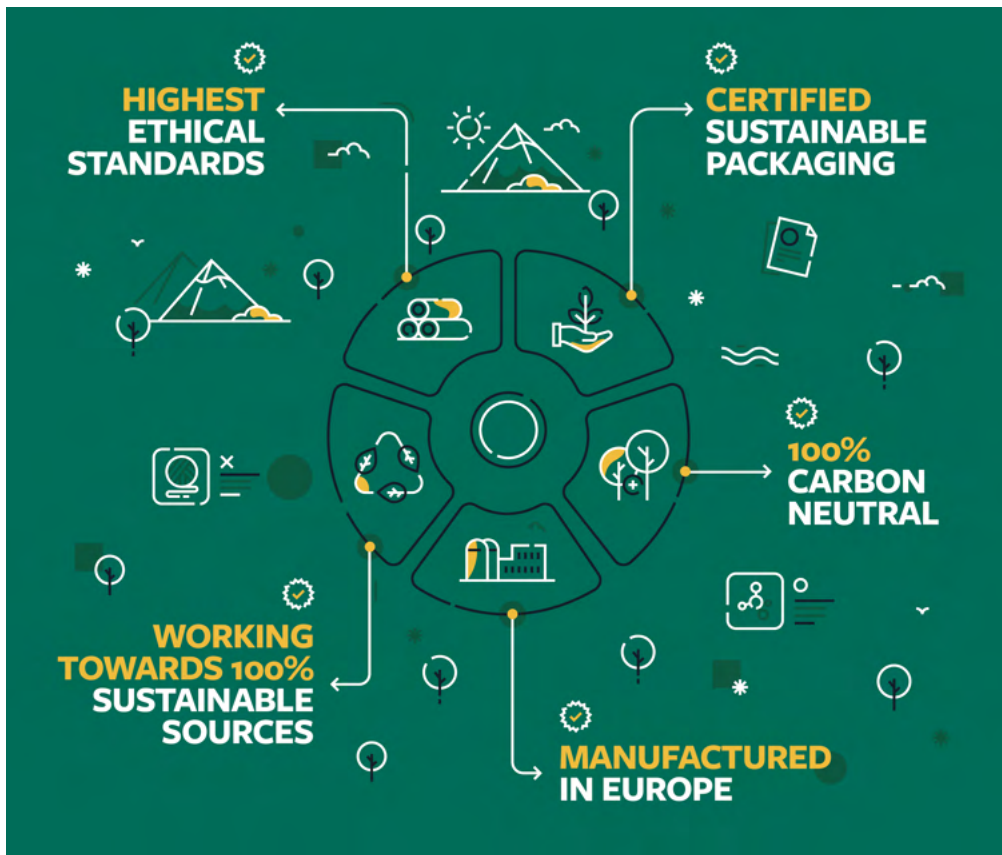 HIGHEST
ETHICAL
STANDARDS
CERTIFIED
SUSTAINABLE
PACKAGING
100%
CARBON
NEUTRAL
WORKING
TOWARDS 100%
SUSTAINABLE
SOURCES
MANUFACTURED
IN EUROPE